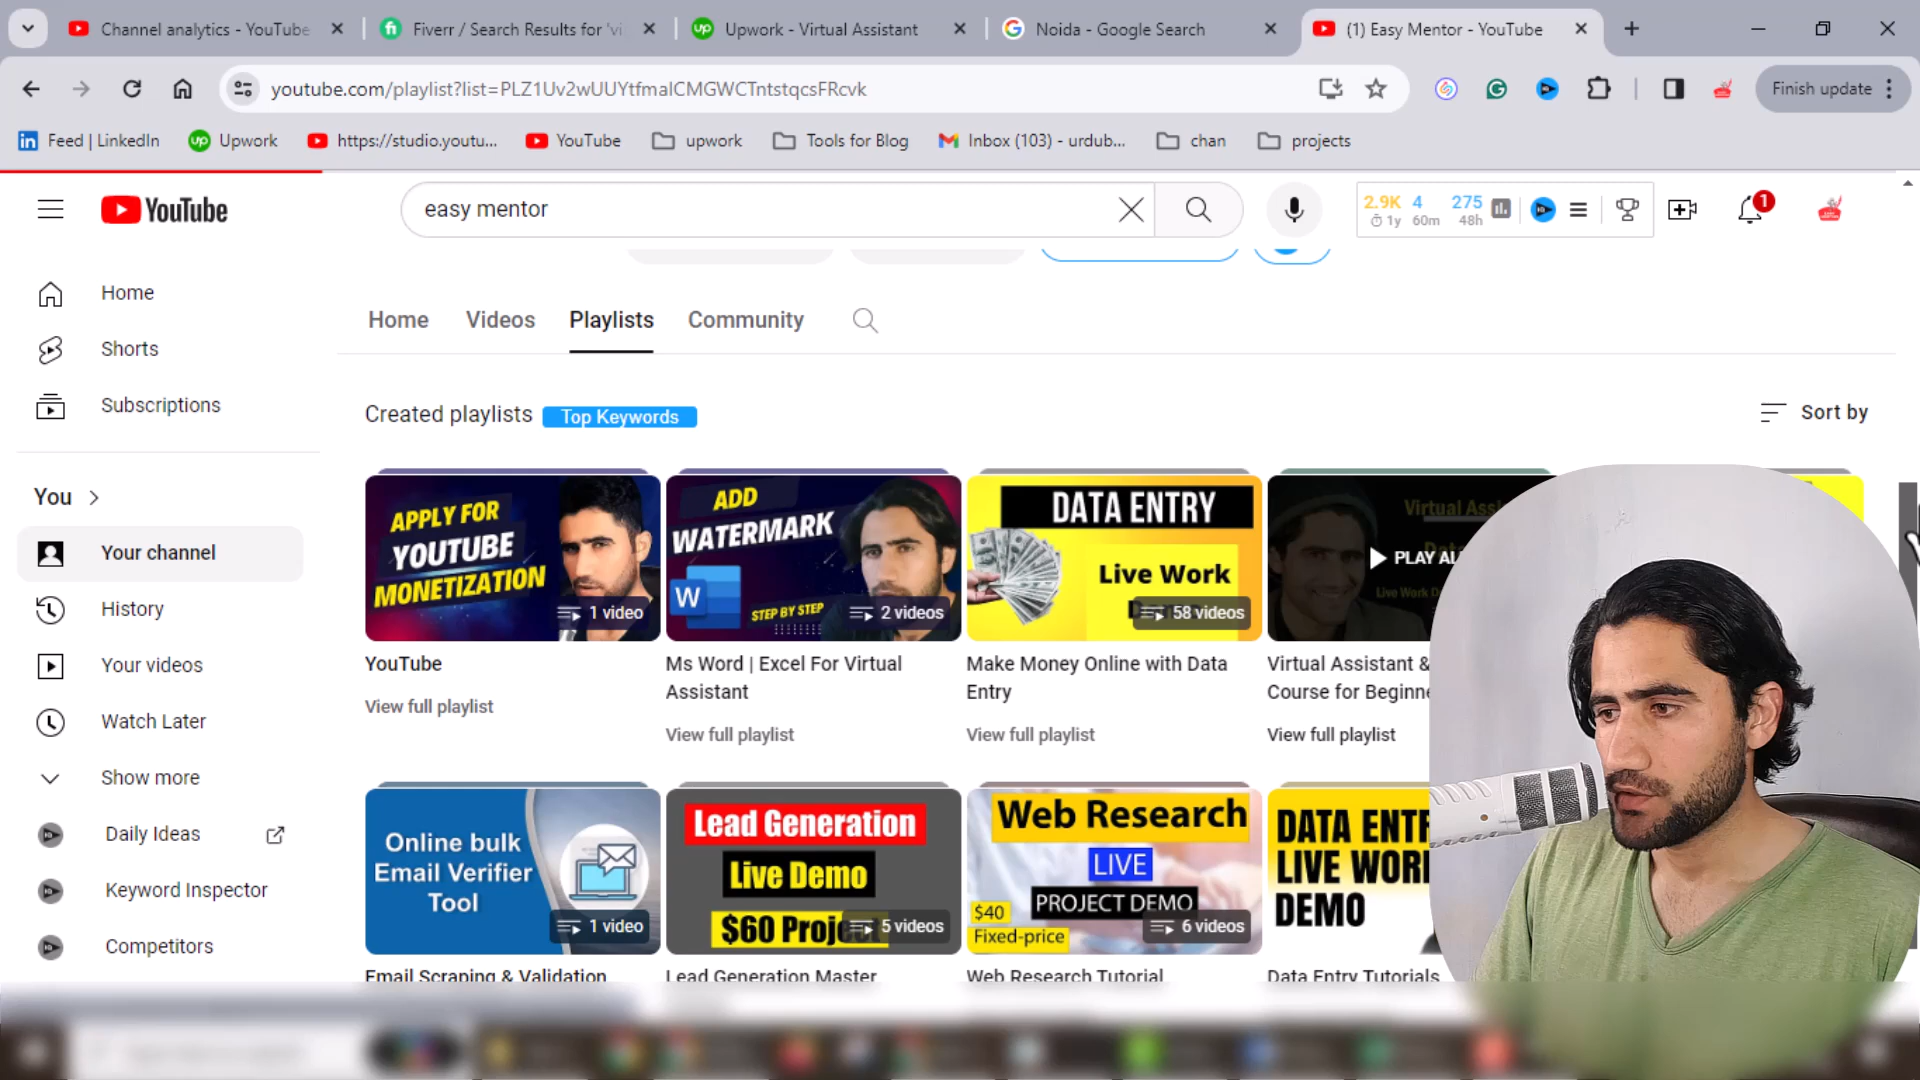 Channel analytics - YouTube
Fiverr / Search Results for 'vi
Upwork - Virtual Assistant
Noida - Google Search
(1) Easy Mentor - YouTube
youtube.com/playlist?list=PLZ1Uv2wUUYtfmalCMGWCTntstqcsFRcvk
Finish update
Feed | LinkedIn
Upwork
https://studio.youtu...
YouTube
upwork
Tools for Blog
Inbox (103) - urdub...
chan
projects
YouTube
easy mentor
2.9K 4 275
1y 60m 48h
1
Home
Shorts
Subscriptions
You
Your channel
History
Your videos
Watch Later
Show more
Daily Ideas
Keyword Inspector
Competitors
Home Videos Playlists Community
Created playlists Top Keywords
Sort by
APPLY FOR
YOUTUBE
MONETIZATION
1 video
YouTube
View full playlist
ADD
WATERMARK
W
STEP BY STEP
2 videos
Ms Word | Excel For Virtual
Assistant
View full playlist
DATA ENTRY
Live Work
58 videos
Make Money Online with Data
Entry
View full playlist
PLAY AL
Virtual Assistant &
Course for Beginne
View full playlist
Online bulk
Email Verifier
Tool
1 video
Email Scraping & Validation
Lead Generation
Live Demo
$60 Project
5 videos
Lead Generation Master
Web Research
LIVE
PROJECT DEMO
$40
Fixed-price
6 videos
Web Research Tutorial
DATA ENTR
LIVE WOR
DEMO
Data Entry Tutorials